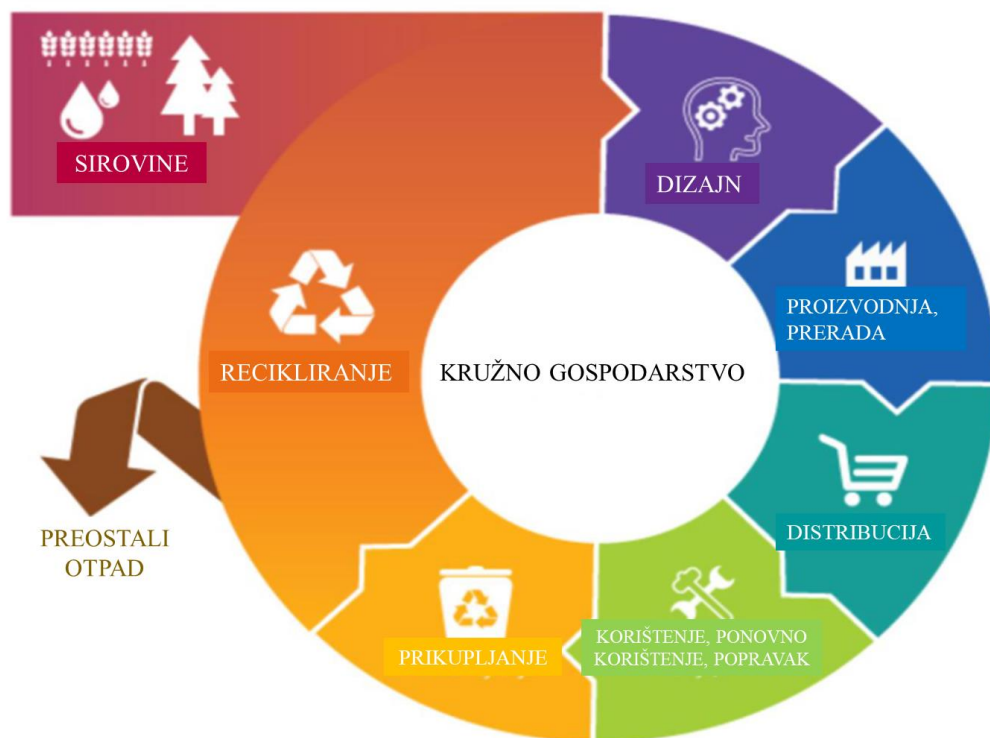 SIROVINE
DIZAJN
PROIZVODNJA,
PRERADA
RECIKLIRANJE
KRUŽNO GOSPODARSTVO
DISTRIBUCIJA
PREOSTALI
OTPAD
KORIŠTENJE, PONOVNO
KORIŠTENJE, POPRAVAK
PRIKUPLJANJE